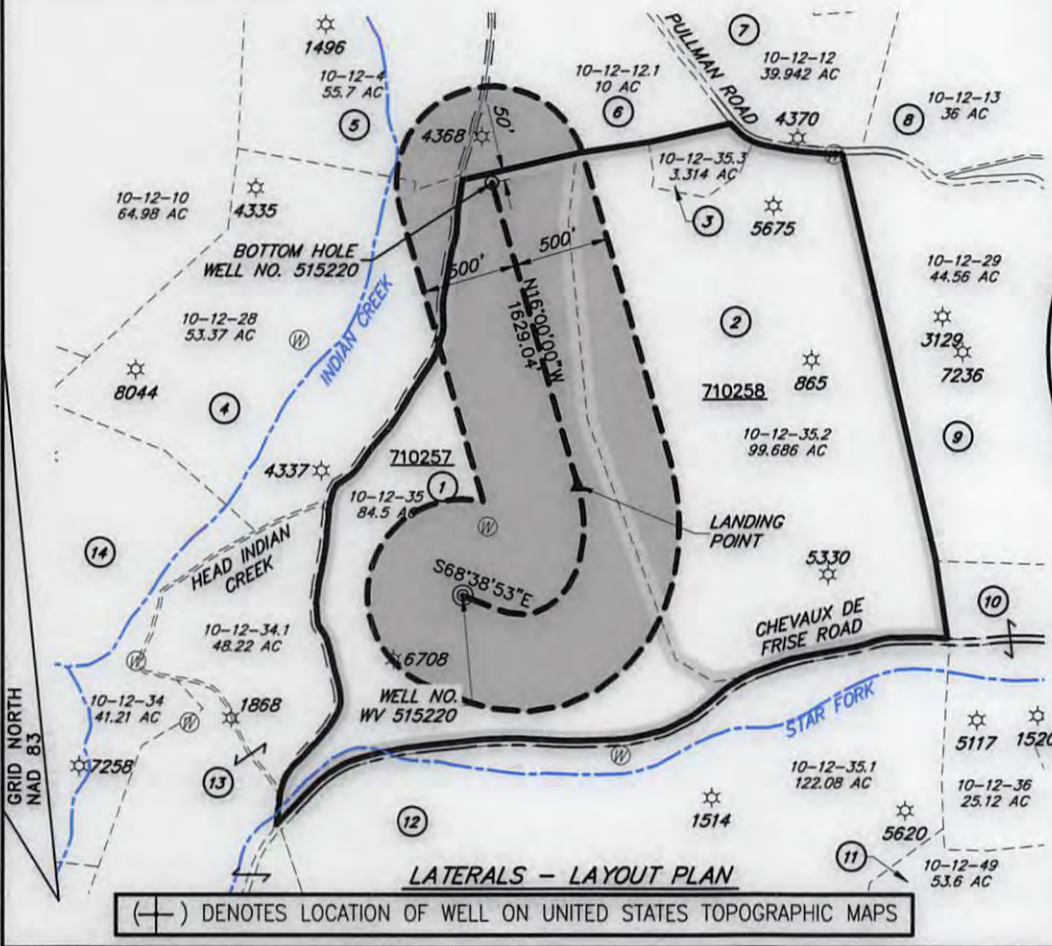 1496
10-12-4
55.7 AC
5
PULLMAN ROAD
7
10-12-12
39.942 AC
10-12-12.1
10 AC
6
8
10-12-13
36 AC
4368
50'
4370
W
10-12-35.3
3.314 AC
3
10-12-10
64.98 AC
4335
5675
BOTTOM HOLE
WELL NO. 515220
500'
500'
N16°00'00"W
1629.04'
10-12-29
44.56 AC
10-12-28
53.37 AC
W
INDIAN CREEK
2
3129
7236
8044
4
865
710258
10-12-35.2
99.686 AC
9
4337
710257
1
10-12-35
84.5 AC
W
LANDING
POINT
14
HEAD INDIAN
CREEK
S68°38'53"E
5330
10
CHEVAUX DE
FRISE ROAD
10-12-34.1
48.22 AC
W
6708
WELL NO.
WV 515220
STAR FORK
10-12-34
41.21 AC
W
1868
W
5117
1520
GRID NORTH
NAD 83
7258
13
10-12-35.1
122.08 AC
10-12-36
25.12 AC
12
1514
5620
11
10-12-49
53.6 AC
LATERALS - LAYOUT PLAN
( ) DENOTES LOCATION OF WELL ON UNITED STATES TOPOGRAPHIC MAPS